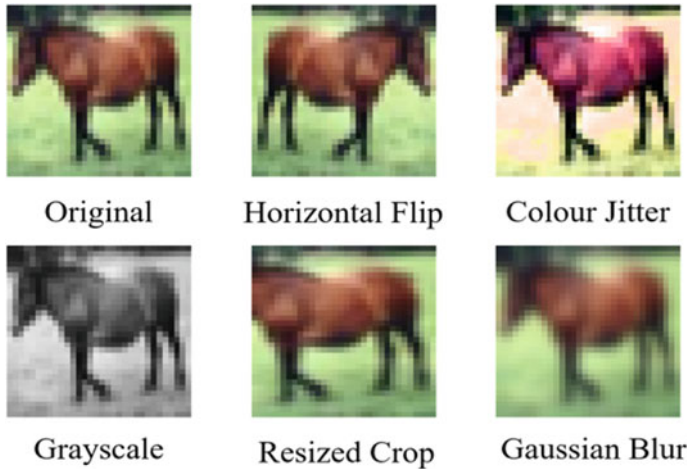 Original
Horizontal Flip
Colour Jitter
Grayscale
Resized Crop
Gaussian Blur